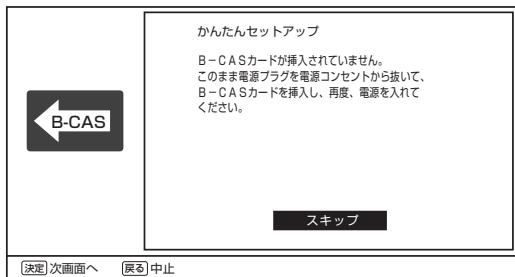 かんたんセットアップ
B－CASカードが挿入されていません。
このまま電源プラグを電源コンセントから抜いて、
B－CASカードを挿入し、再度、電源を入れて
ください。
B-CAS
スキップ
決定 次画面へ 戻る 中止